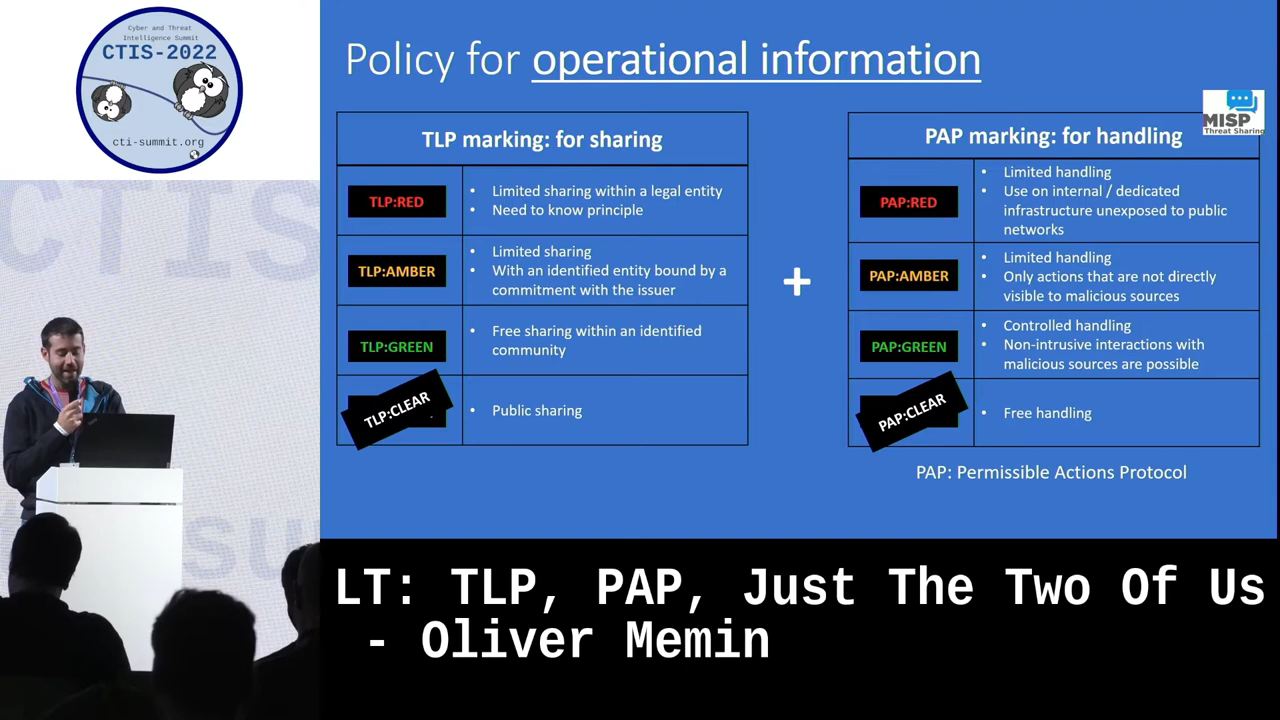 Cyber and Threat
Intelligence Summit
CTIS-2022
cti-summit.org
Policy for operational information
MISP
Threat Sharing
TLP marking: for sharing
TLP:RED
• Limited sharing within a legal entity
• Need to know principle
TLP:AMBER
• Limited sharing
• With an identified entity bound by a
commitment with the issuer
TLP:GREEN
• Free sharing within an identified
community
TLP:CLEAR
• Public sharing
+
PAP marking: for handling
PAP:RED
• Limited handling
• Use on internal / dedicated
infrastructure unexposed to public
networks
PAP:AMBER
• Limited handling
• Only actions that are not directly
visible to malicious sources
PAP:GREEN
• Controlled handling
• Non-intrusive interactions with
malicious sources are possible
PAP:CLEAR
• Free handling
PAP: Permissible Actions Protocol
CTIS
su
LT: TLP, PAP, Just The Two Of Us
- Oliver Memin